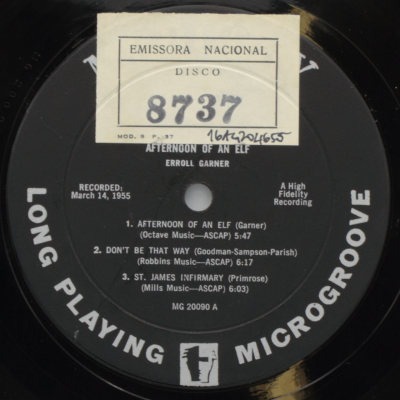 EMISSORA NACIONAL
DISCO
8737
MOD. 9 P. 37
16A4204655
AFTERNOON OF AN ELF
ERROLL GARNER
RECORDED:
March 14, 1955
A High
Fidelity
Recording
1. AFTERNOON OF AN ELF (Garner)
(Octave Music—ASCAP) 5:47
2. DON'T BE THAT WAY (Goodman-Sampson-Parish)
(Robbins Music—ASCAP) 6:17
3. ST. JAMES INFIRMARY (Primrose)
(Mills Music—ASCAP) 6:03)
MG 20090 A
LONG PLAYING MICROGROOVE